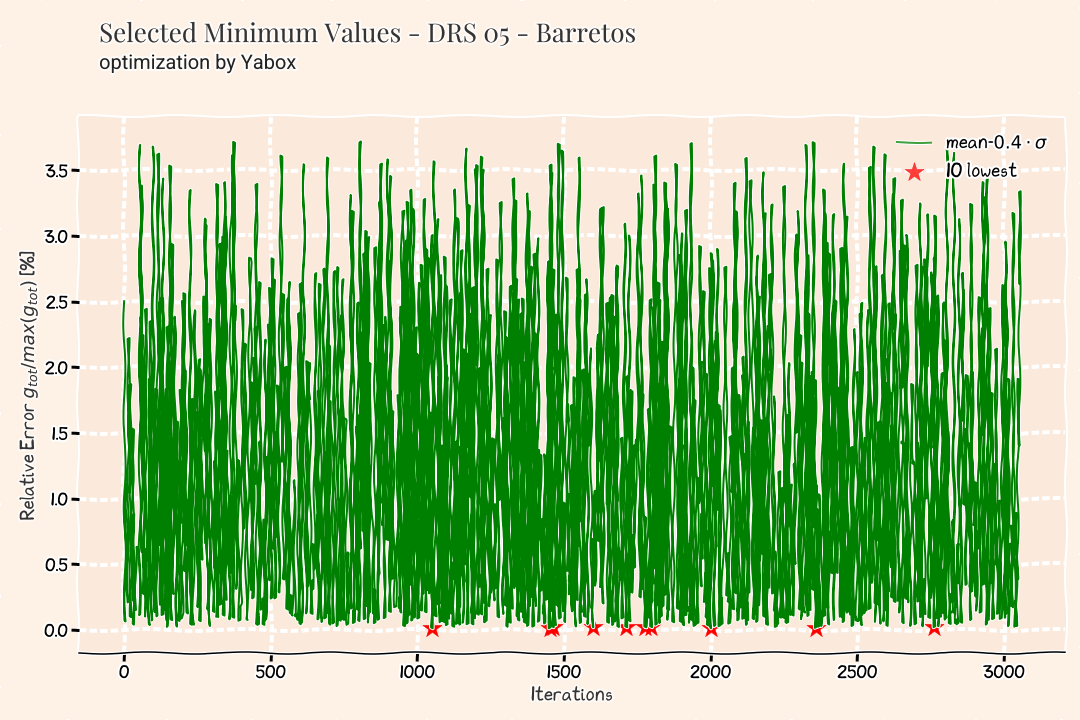 Selected Minimum Values - DRS 05 - Barretos
optimization by Yabox
mean-0.4 · σ
10 lowest
Relative Error g_tot/max(g_tot) [%]
3.5
3.0
2.5
2.0
1.5
1.0
0.5
0.0
0 500 1000 1500 2000 2500 3000
Iterations